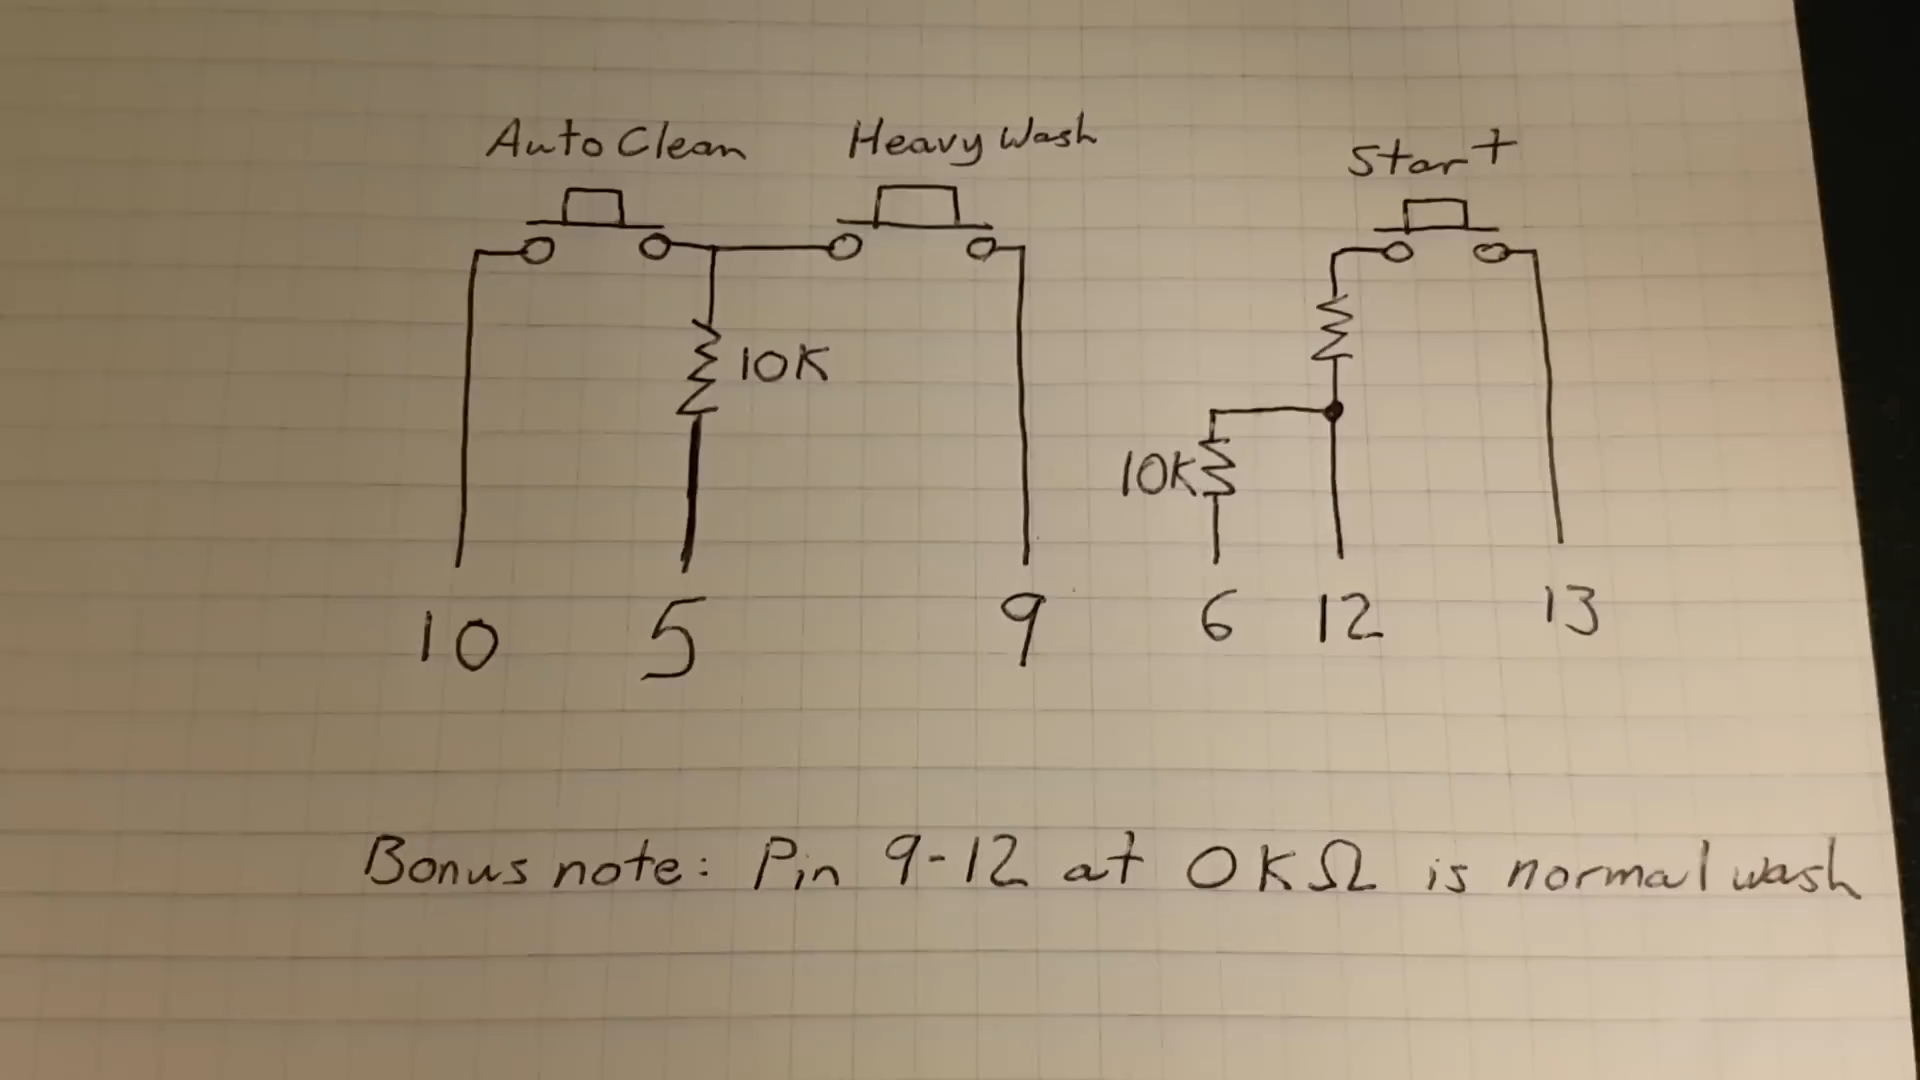 Auto Clean Heavy Wash Start
10K
10K
10 5 9 6 12 13
Bonus note: Pin 9-12 at 0KΩ is normal wash